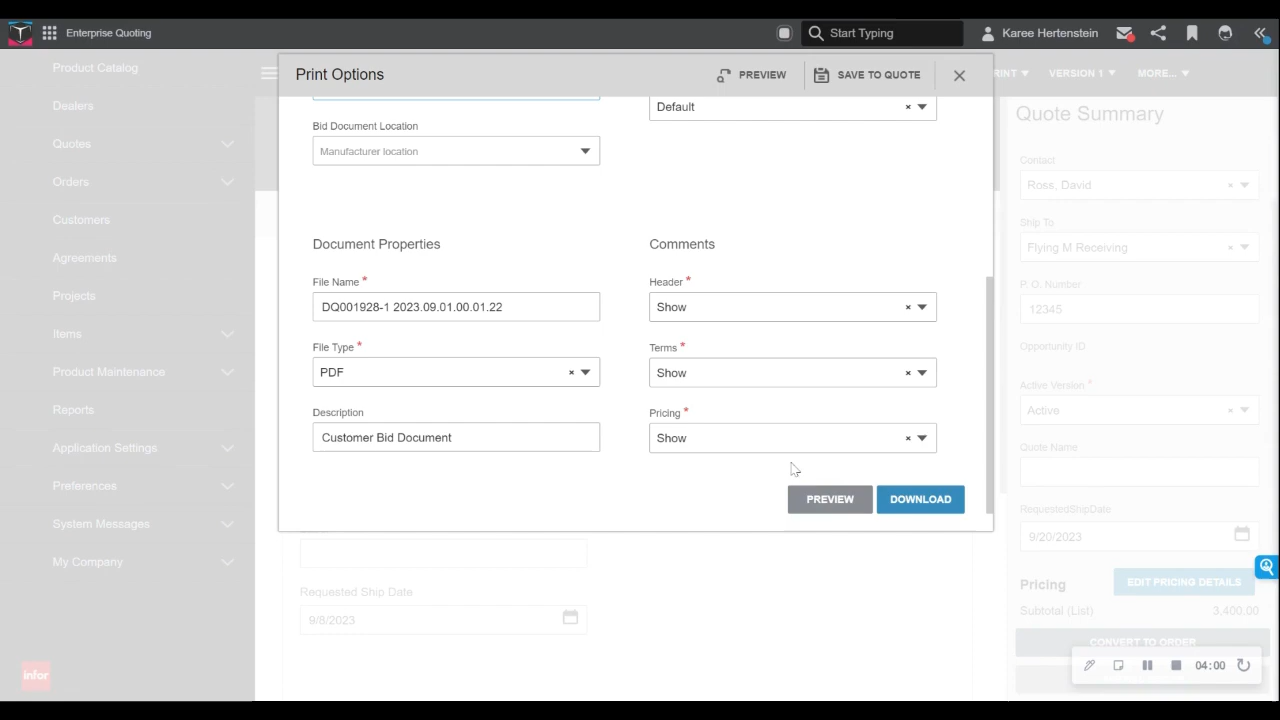 Enterprise Quoting
Start Typing
Karee Hertenstein
Product Catalog
Dealers
Quotes
Orders
Customers
Agreements
Projects
Items
Product Maintenance
Reports
Application Settings
Preferences
System Messages
My Company
infor
Print Options
PREVIEW
SAVE TO QUOTE
Default
Bid Document Location
Manufacturer location
Document Properties
Comments
File Name *
Header *
DQ001928-1 2023.09.01.00.01.22
Show
File Type *
Terms *
PDF
Show
Description
Pricing *
Customer Bid Document
Show
PREVIEW
DOWNLOAD
Requested Ship Date
9/8/2023
RINT
VERSION 1
MORE...
Quote Summary
Contact
Ross, David
Ship To
Flying M Receiving
P. O. Number
12345
Opportunity ID
Active Version *
Active
Quote Name
RequestedShipDate
9/20/2023
Pricing
EDIT PRICING DETAILS
Subtotal (List)
3,400.00
CONVERT TO ORDER
04:00